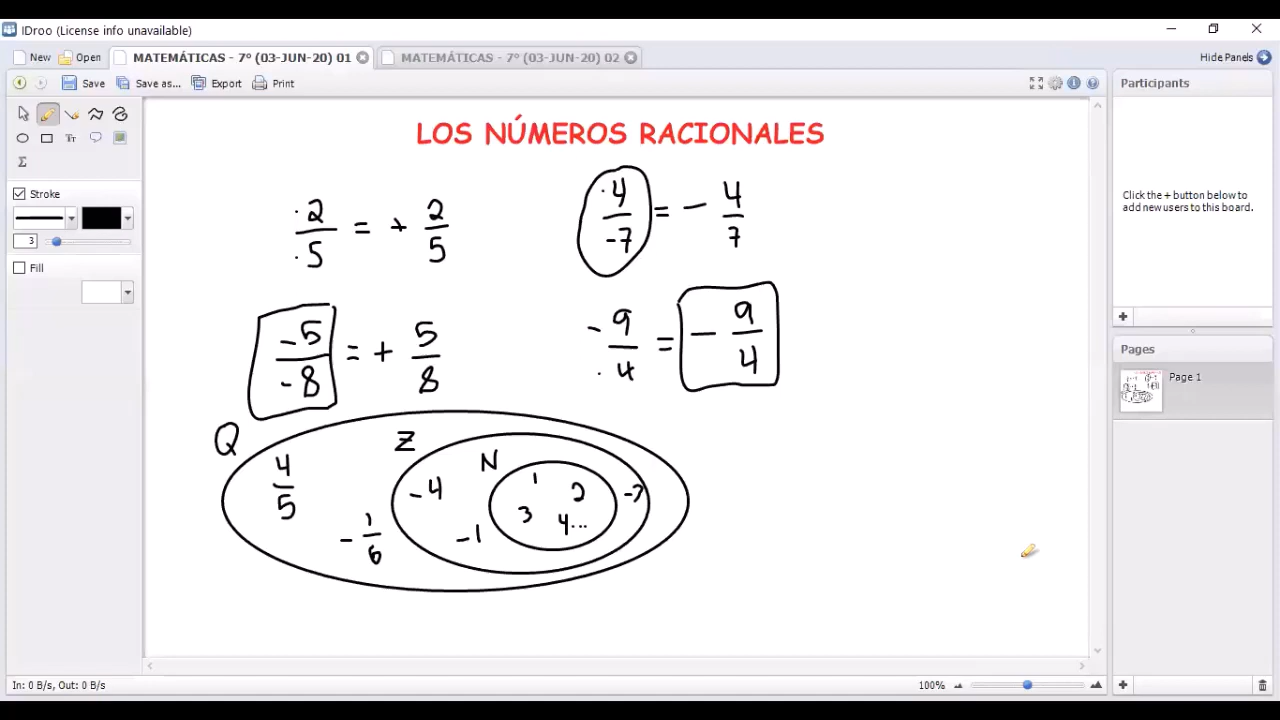 IDroo (License info unavailable)
New Open MATEMÁTICAS - 7º (03-JUN-20) 01 MATEMÁTICAS - 7º (03-JUN-20) 02 Hide Panels
Save Save as... Export Print
Participants
Stroke
3
Fill
Click the + button below to
add new users to this board.
Pages
Page 1
LOS NÚMEROS RACIONALES
·2/·5 = + 2/5
·4/-7 = - 4/7
-5/-8 = + 5/8
-9/·4 = - 9/4
Q Z N
4/5 -4 1 2 -7
-1/6 -1 3 4...
In: 0 B/s, Out: 0 B/s 100%